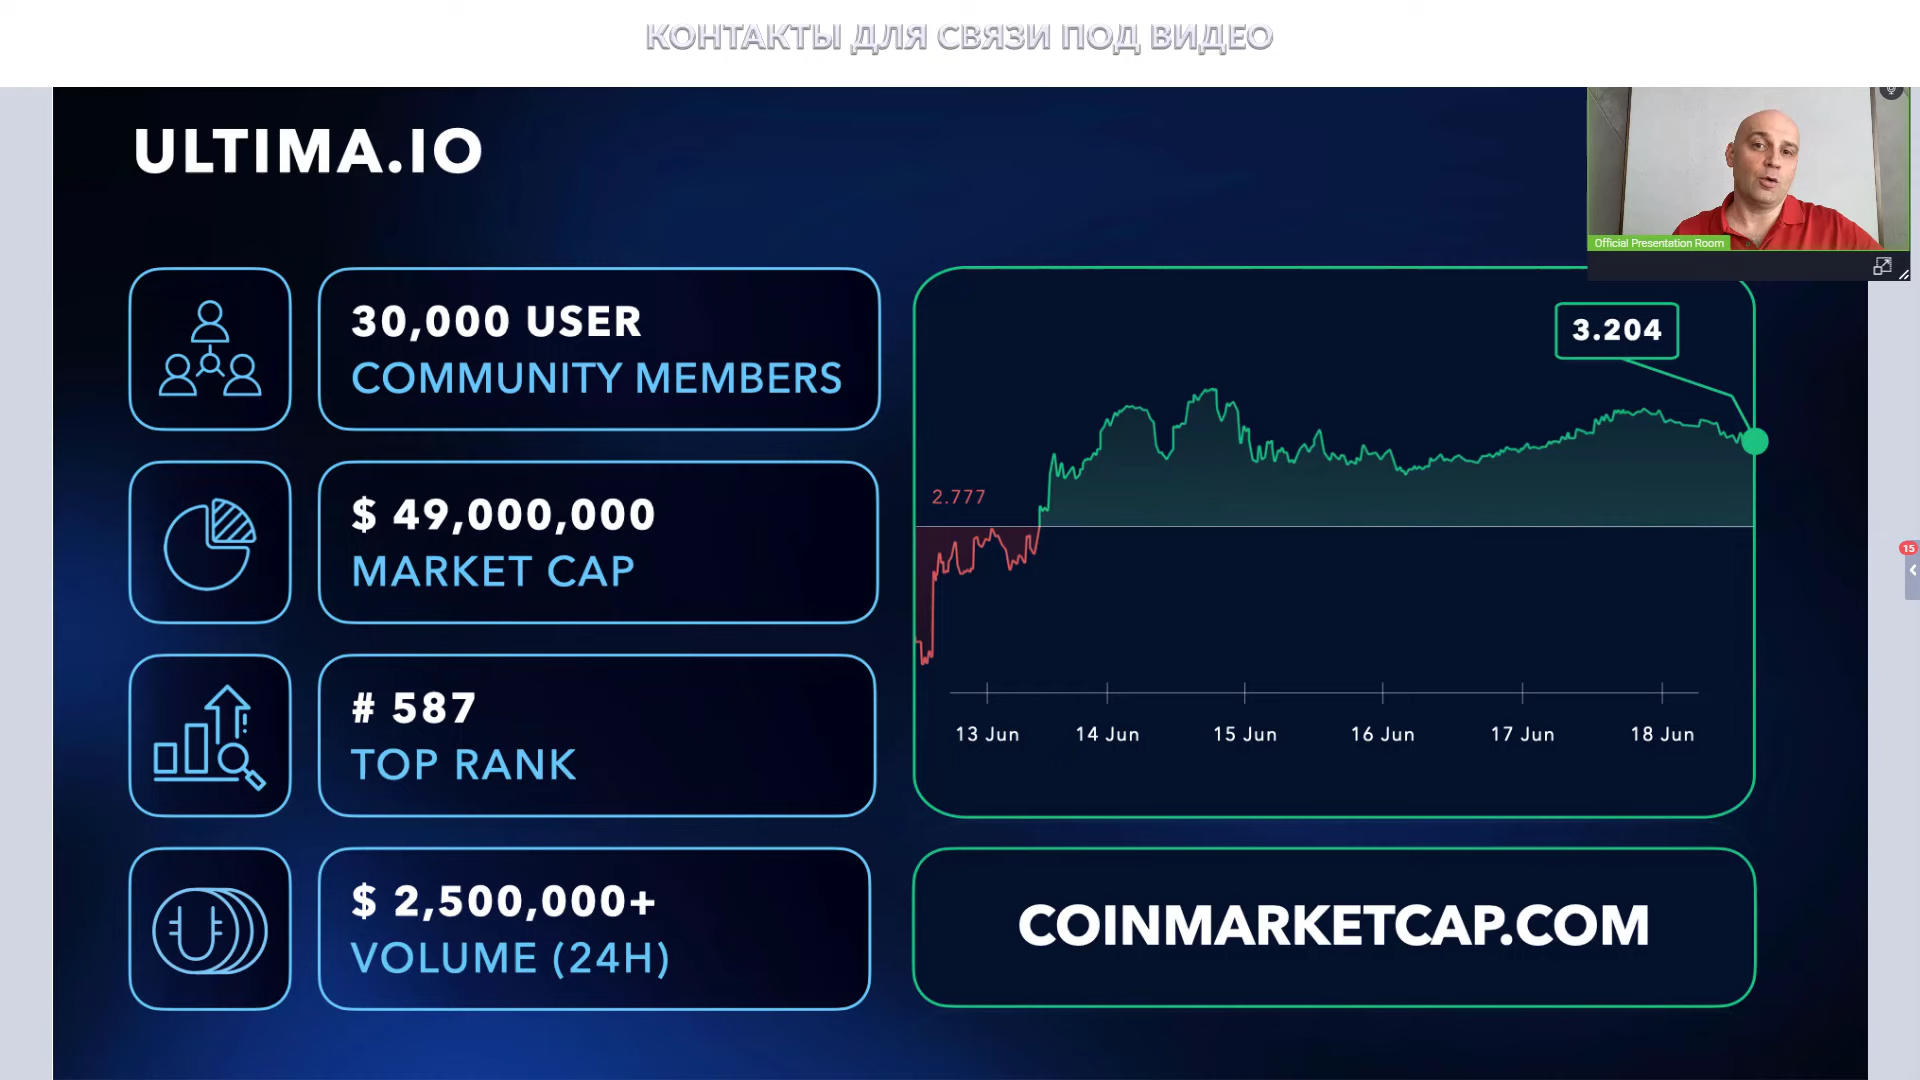 КОНТАКТЫ ДЛЯ СВЯЗИ ПОД ВИДЕО
ULTIMA.IO
Official Presentation Room
30,000 USER
COMMUNITY MEMBERS
$ 49,000,000
MARKET CAP
# 587
TOP RANK
$ 2,500,000+
VOLUME (24H)
3.204
2.777
13 Jun 14 Jun 15 Jun 16 Jun 17 Jun 18 Jun
COINMARKETCAP.COM
15